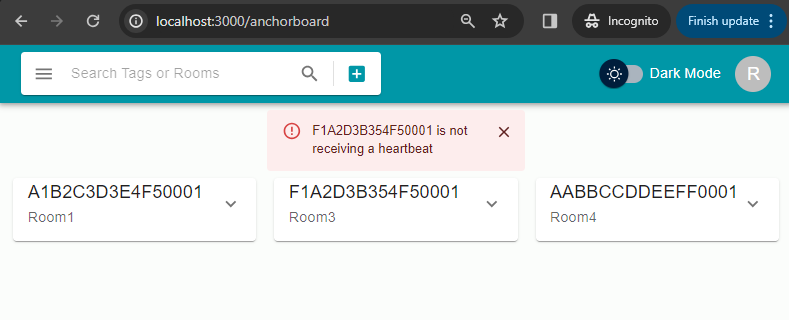 localhost:3000/anchorboard
Incognito
Finish update
Search Tags or Rooms
Dark Mode
R
F1A2D3B354F50001 is not
receiving a heartbeat
A1B2C3D3E4F50001
Room1
F1A2D3B354F50001
Room3
AABBCCDDEEFF0001
Room4